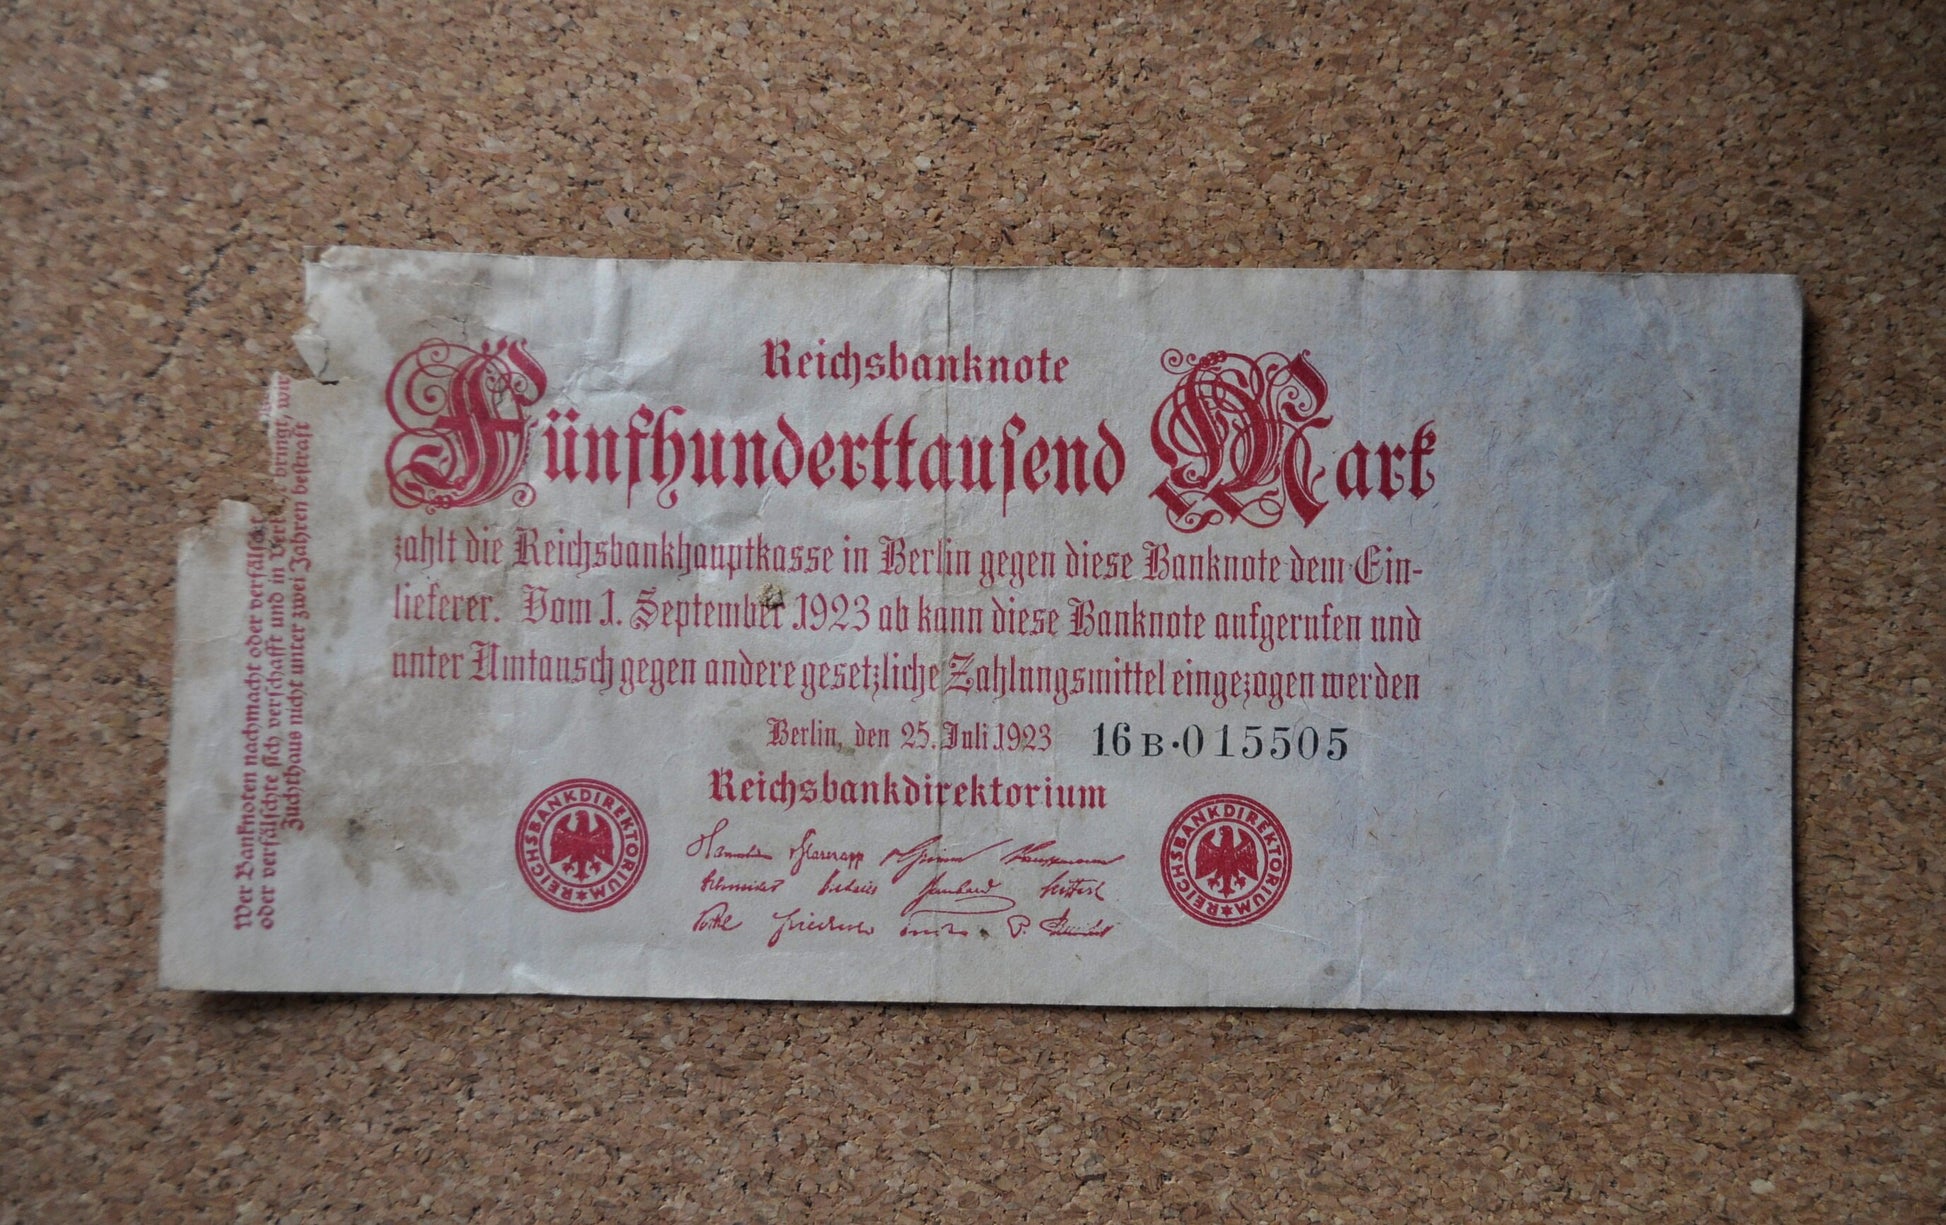 Reichsbanknote
Fünfhunderttausend Mark
zahlt die Reichsbankhauptkasse in Berlin gegen diese Banknote dem Ein-
lieferer. Vom 1. September 1923 ab kann diese Banknote aufgerufen und
unter Umtausch gegen andere gesetzliche Zahlungsmittel eingezogen werden
Berlin, den 25. Juli 1923 16B·015505
Reichsbankdirektorium
REICHSBANKDIREKTORIUM
REICHSBANKDIREKTORIUM
Wer Banknoten nachmacht oder verfälscht
oder verfälschte sich verschafft und in bringt, wird
Zuchthaus nicht unter zwei Jahren bestraft